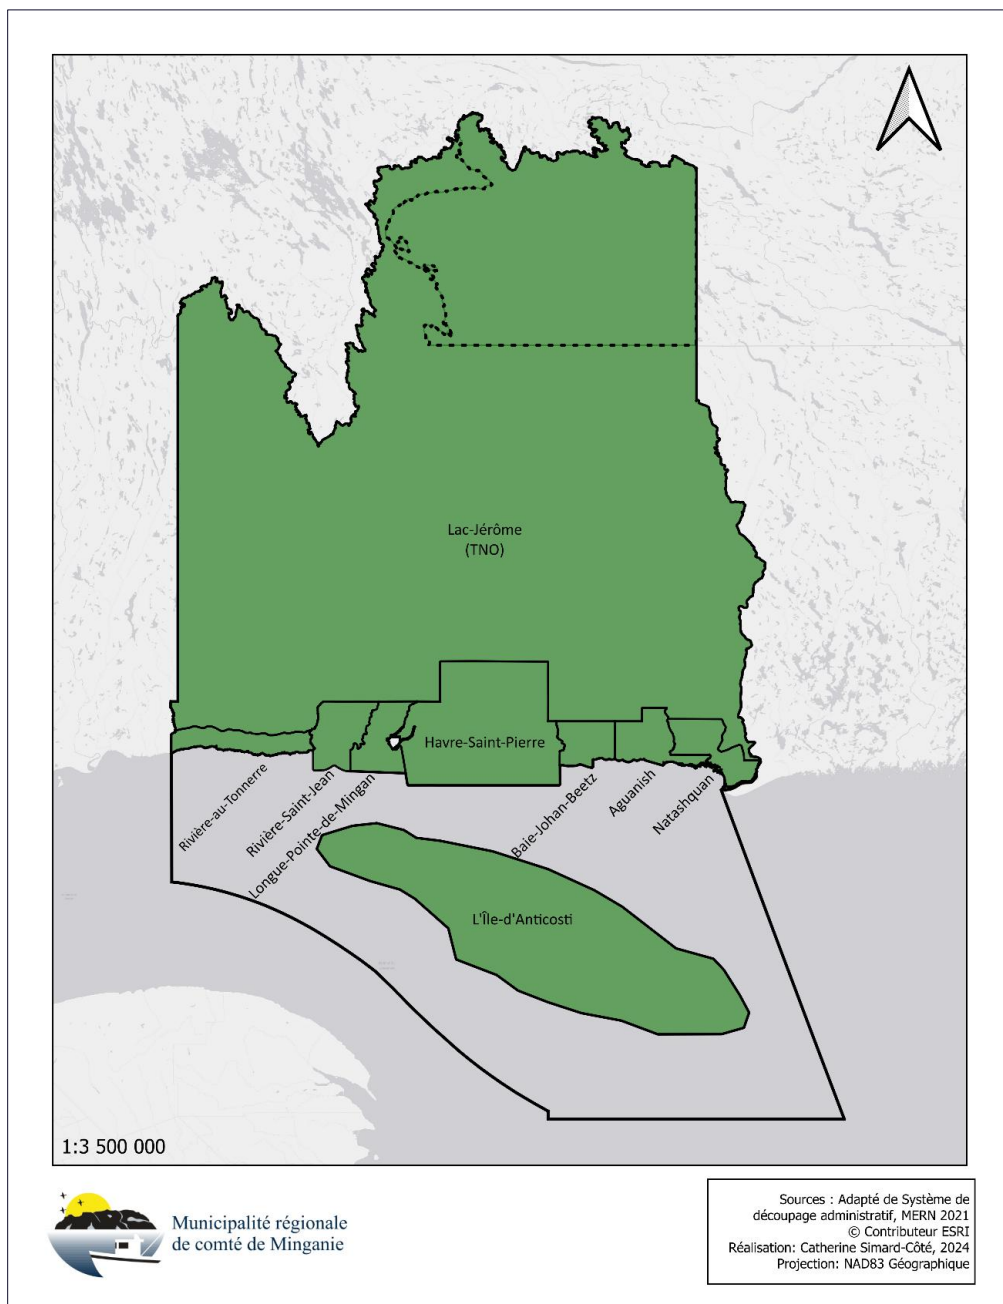 Lac-Jérôme
(TNO)
Havre-Saint-Pierre
Rivière-au-Tonnerre
Rivière-Saint-Jean
Longue-Pointe-de-Mingan
Baie-Johan-Beetz
Aguanish
Natashquan
L'Île-d'Anticosti
1:3 500 000
Municipalité régionale
de comté de Minganie
Sources : Adapté de Système de
découpage administratif, MERN 2021
© Contributeur ESRI
Réalisation: Catherine Simard-Côté, 2024
Projection: NAD83 Géographique